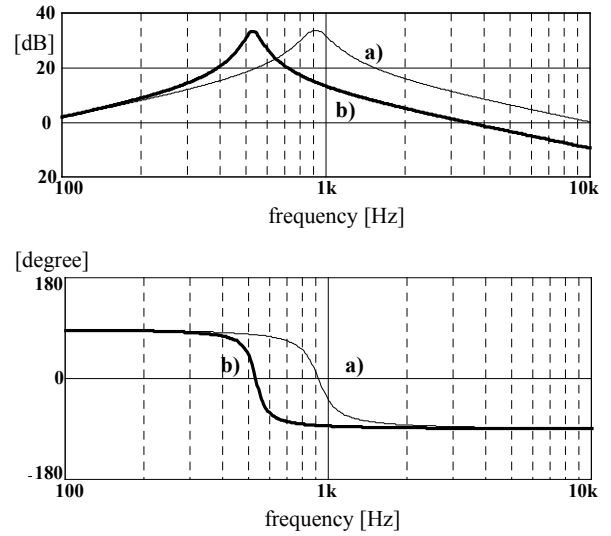 40
[dB]
a)
20
b)
0
20
100 1k 10k
frequency [Hz]
[degree]
180
b) a)
0
-180
100 1k 10k
frequency [Hz]